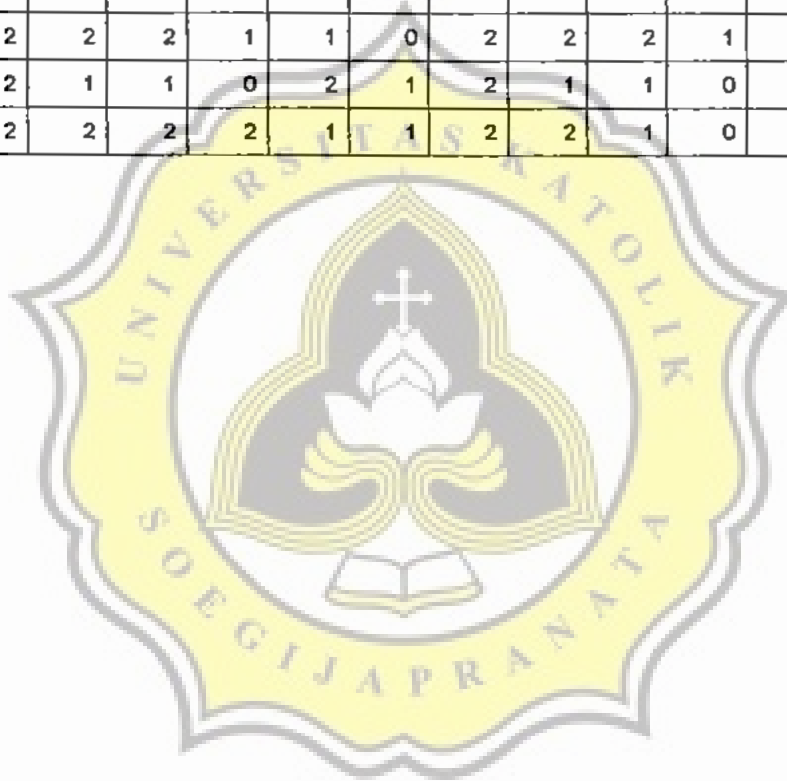 2 2 2 1 1 0 2 2 2 1
2 1 1 0 2 1 2 1 1 0
2 2 2 2 1 1 2 2 1 0
UNIVERSITAS KATOLIK
SOEGIJAPRANATA